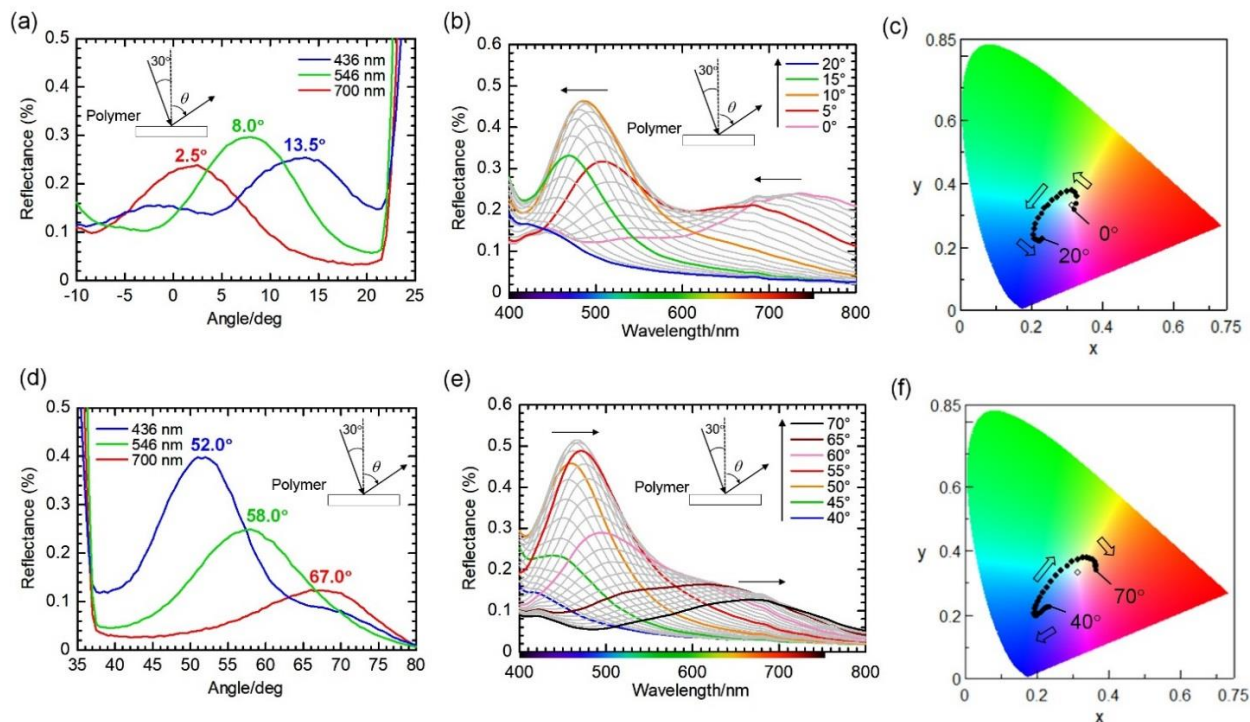 (a)
0.5
0.4
0.3
0.2
0.1
0
Reflectance (%)
30°
θ
Polymer
436 nm
546 nm
700 nm
2.5°
8.0°
13.5°
-10 -5 0 5 10 15 20 25
Angle/deg
(b)
0.6
0.5
0.4
0.3
0.2
0.1
0.0
Reflectance (%)
30°
θ
Polymer
20°
15°
10°
5°
0°
400 500 600 700 800
Wavelength/nm
(c)
0.85
y
0.4
0.2
0
0°
20°
0 0.2 0.4 0.6 0.75
x
(d)
0.5
0.4
0.3
0.2
0.1
0
Reflectance (%)
436 nm
546 nm
700 nm
30°
θ
Polymer
52.0°
58.0°
67.0°
35 40 45 50 55 60 65 70 75 80
Angle/deg
(e)
0.6
0.5
0.4
0.3
0.2
0.1
0.0
Reflectance (%)
30°
θ
Polymer
70°
65°
60°
55°
50°
45°
40°
400 500 600 700 800
Wavelength/nm
(f)
0.85
y
0.4
0.2
0
70°
40°
0 0.2 0.4 0.6 0.75
x